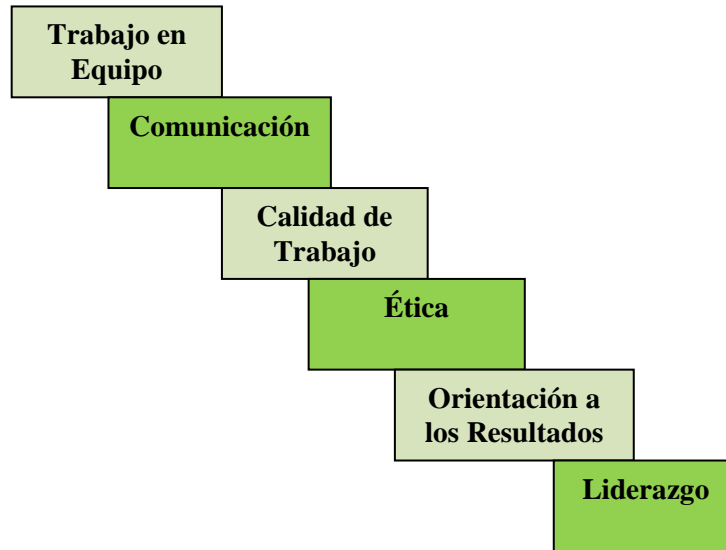 Trabajo en
Equipo
Comunicación
Calidad de
Trabajo
Ética
Orientación a
los Resultados
Liderazgo